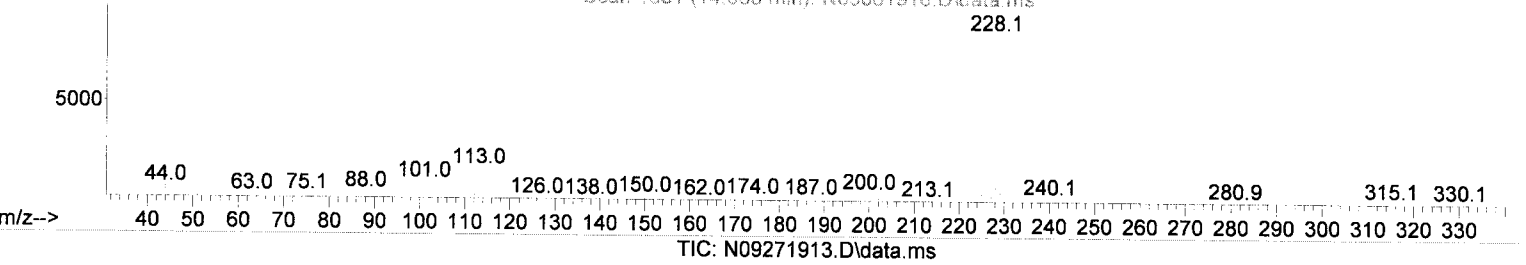 228.1
5000
44.0 63.0 75.1 88.0 101.0 113.0 126.0 138.0 150.0 162.0 174.0 187.0 200.0 213.1 240.1 280.9 315.1 330.1
m/z--> 40 50 60 70 80 90 100 110 120 130 140 150 160 170 180 190 200 210 220 230 240 250 260 270 280 290 300 310 320 330
TIC: N09271913.D\data.ms